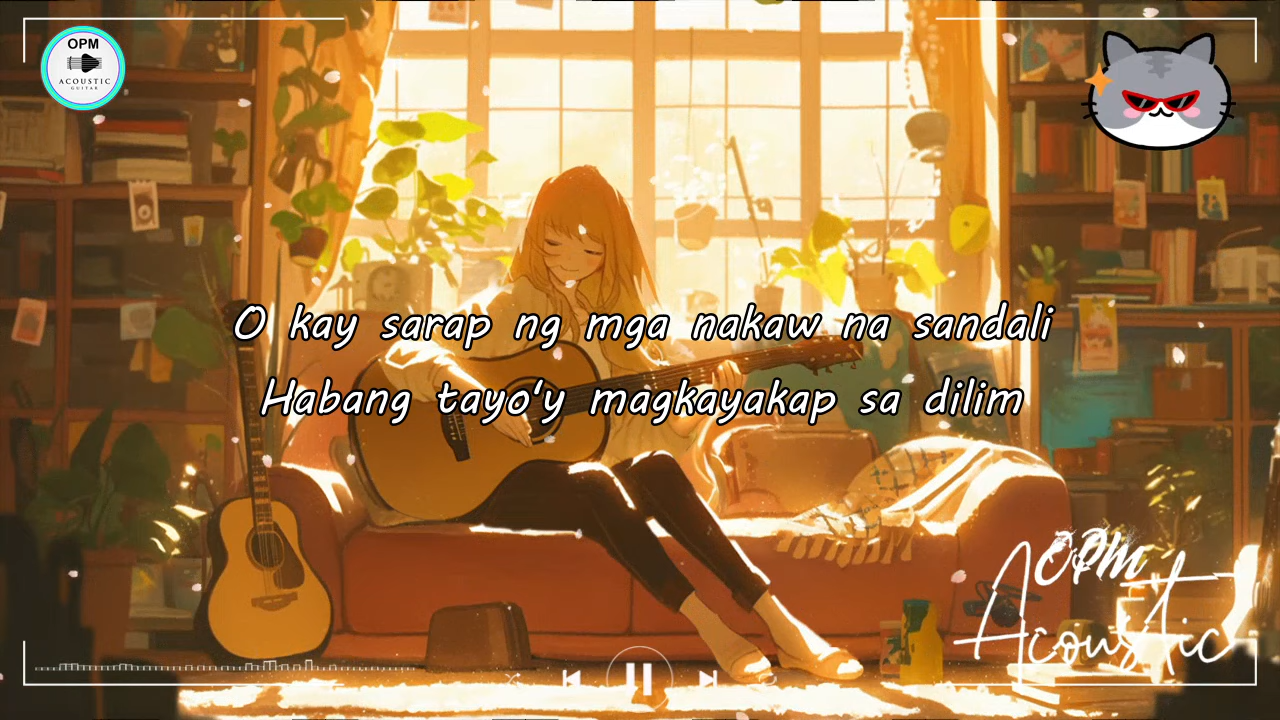 OPM
ACOUSTIC
GUITAR
O kay sarap ng mga nakaw na sandali
Habang tayo'y magkayakap sa dilim
OPM
Acoustic